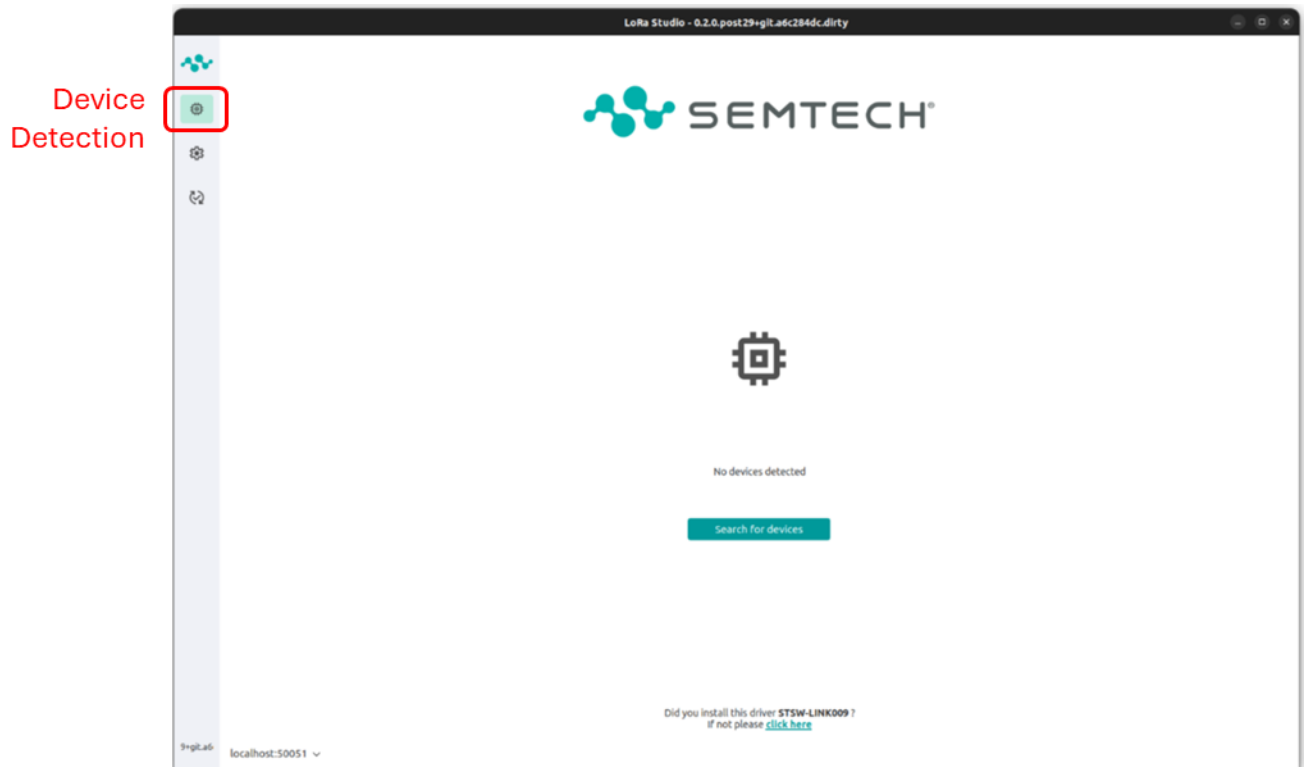 LoRa Studio - 0.2.0.post29+git.a6c284dc.dirty
Device
Detection
SEMTECH®
No devices detected
Search for devices
Did you install this driver STSW-LINK009 ?
If not please click here
9+git.a6
localhost:50051